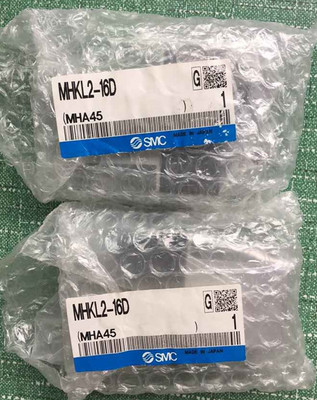 MHKL2-16D
G
(MHA45 )
1
MADE IN JAPAN
SMC
MHKL2-16D
G
(MHA45 )
1
MADE IN JAPAN
SMC